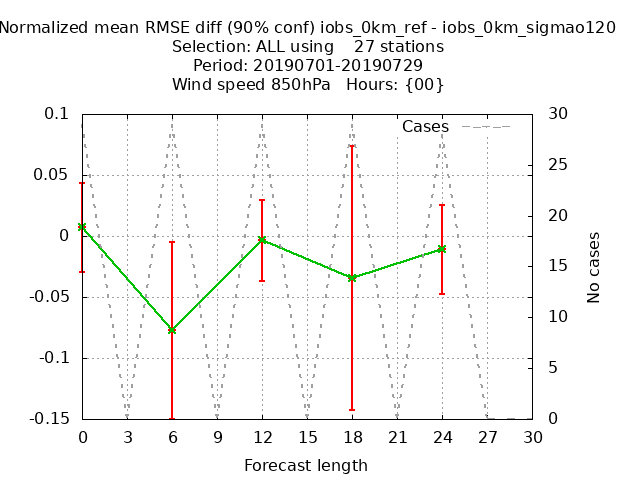 Normalized mean RMSE diff (90% conf) iobs_0km_ref - iobs_0km_sigmao120
Selection: ALL using 27 stations
Period: 20190701-20190729
Wind speed 850hPa Hours: {00}
Cases
0.1
0.05
0
-0.05
-0.1
-0.15
30
25
20
15
10
5
0
No cases
0 3 6 9 12 15 18 21 24 27 30
Forecast length